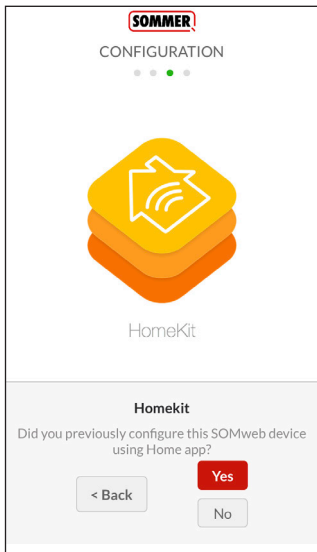 SOMMER
CONFIGURATION
HomeKit
Homekit
Did you previously configure this SOMweb device
using Home app?
Yes
< Back
No